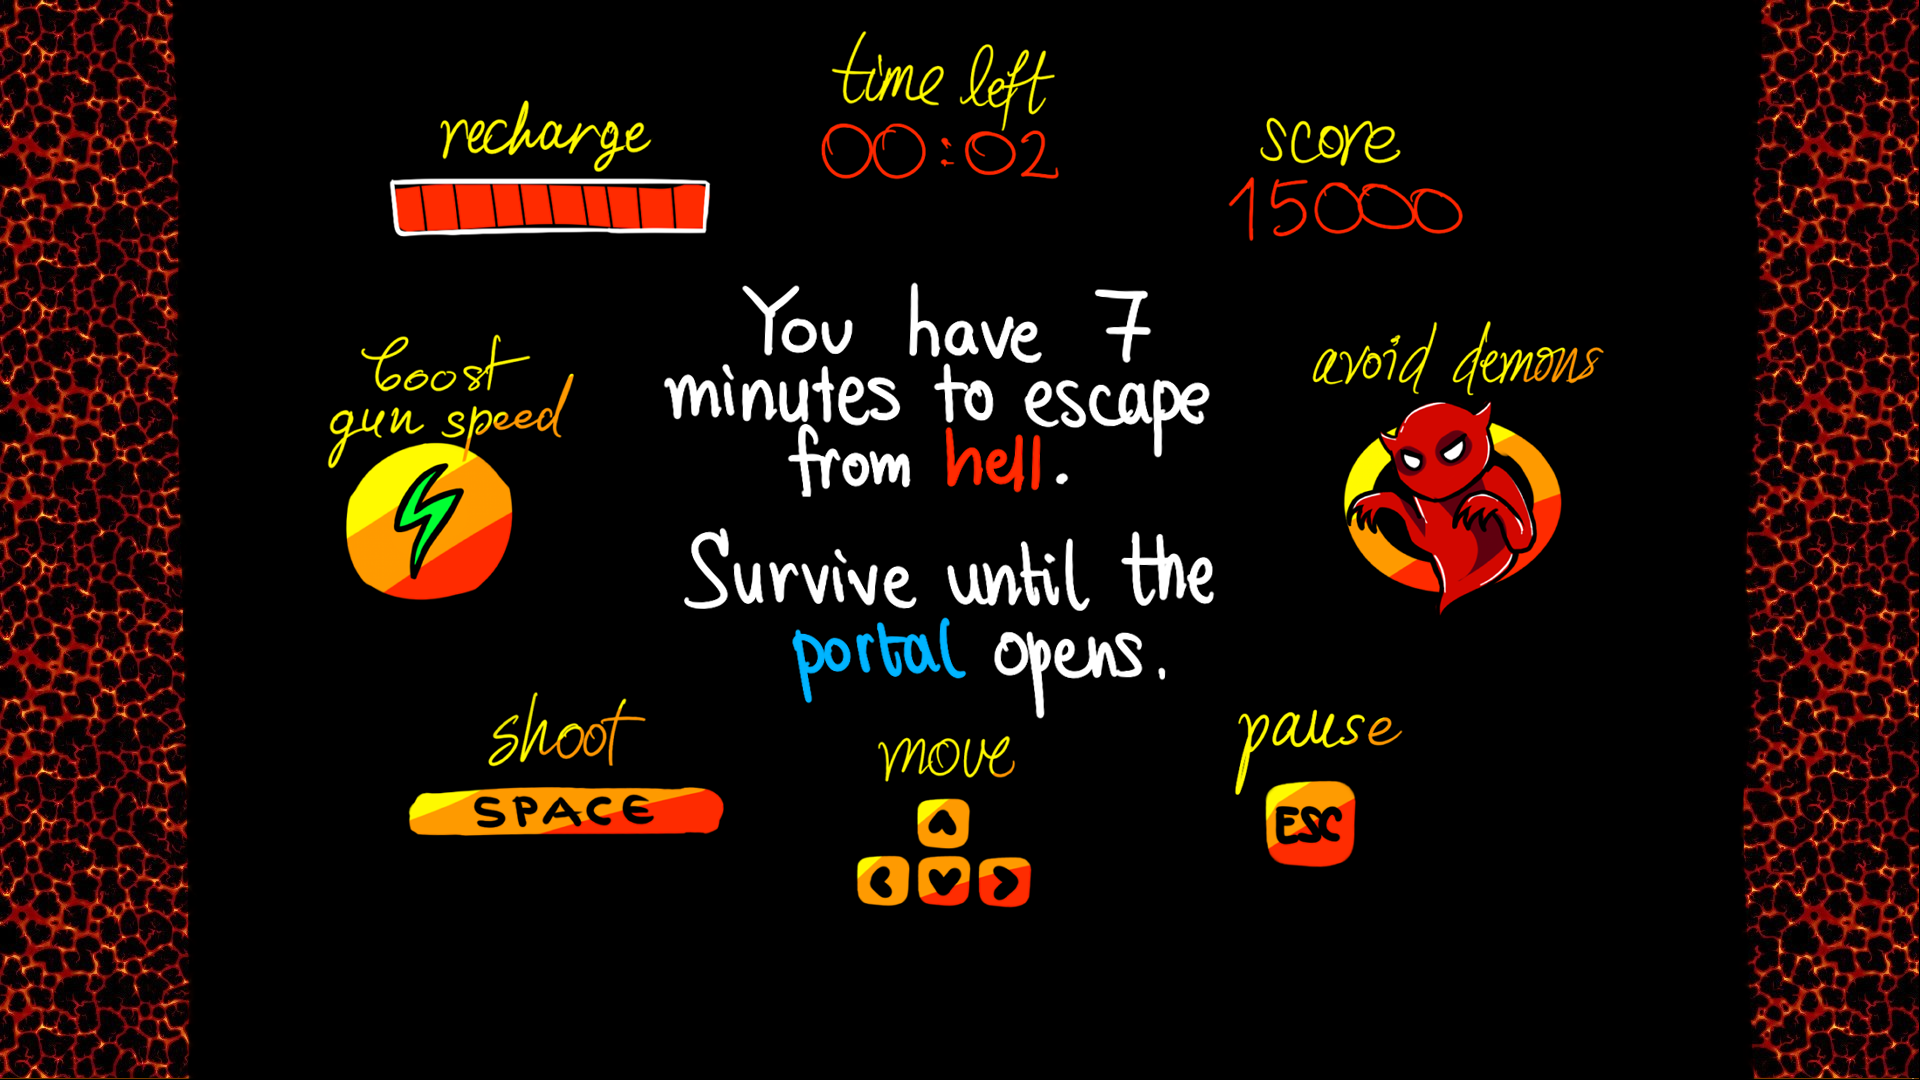 time left
00:02
recharge
score
15000
You have 7
minutes to escape
from hell.
boost
gun speed
avoid demons
Survive until the
portal opens.
shoot
SPACE
move
pause
ESC